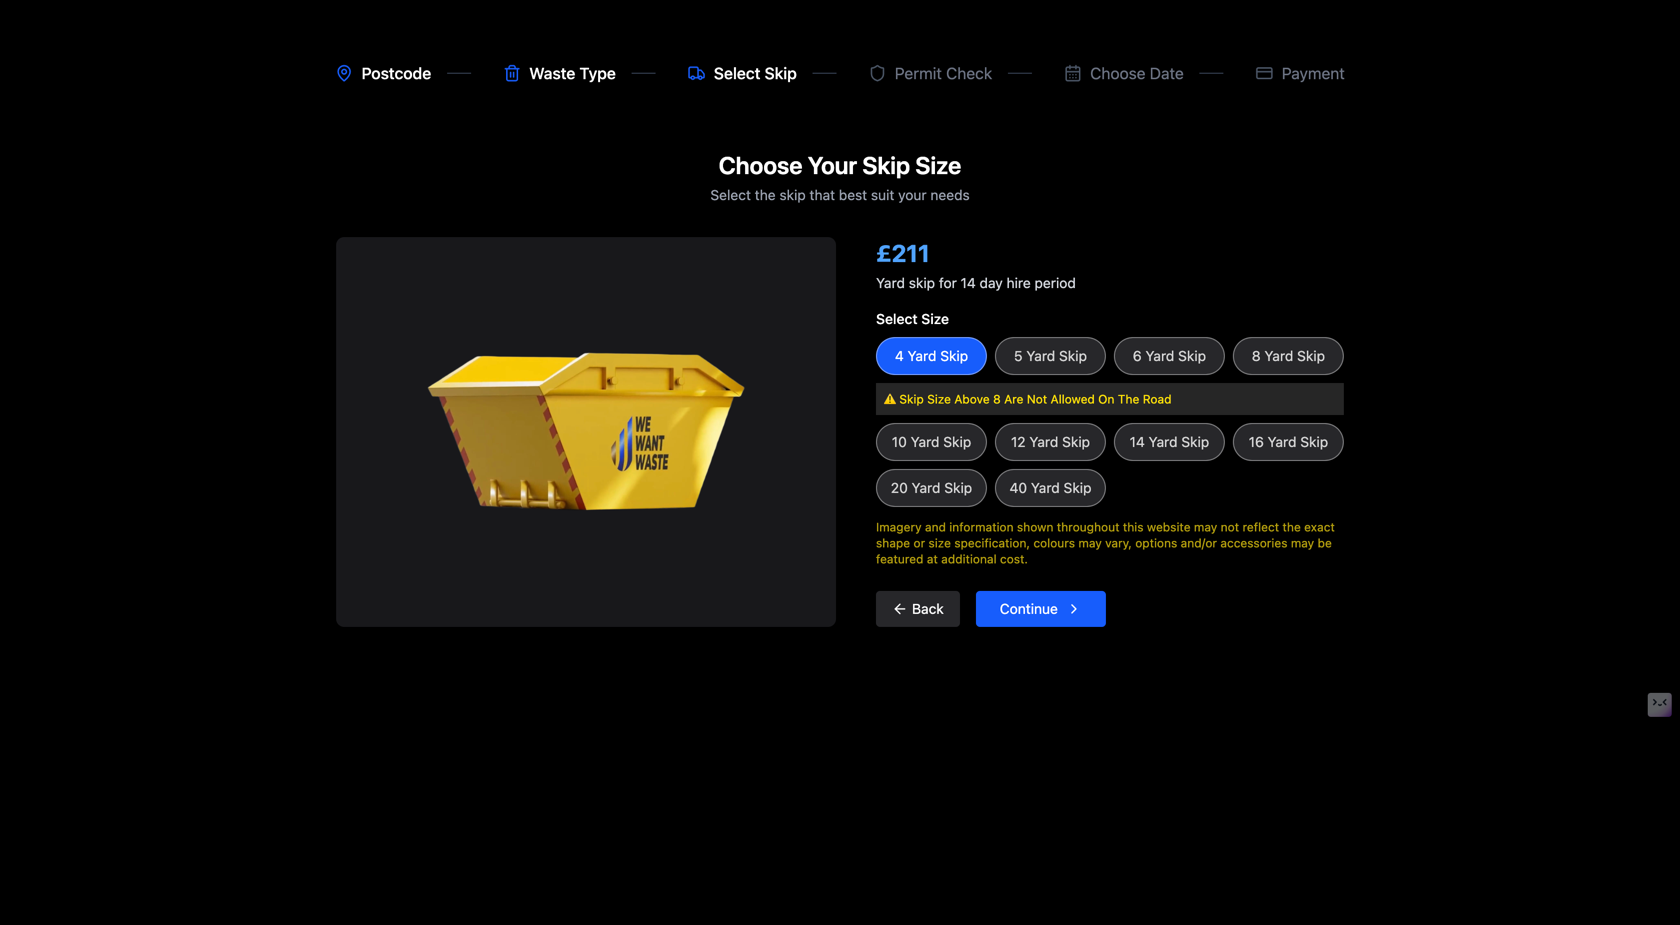 Postcode
Waste Type
Select Skip
Permit Check
Choose Date
Payment
Choose Your Skip Size
Select the skip that best suit your needs
WE
WANT
WASTE
£211
Yard skip for 14 day hire period
Select Size
4 Yard Skip
5 Yard Skip
6 Yard Skip
8 Yard Skip
Skip Size Above 8 Are Not Allowed On The Road
10 Yard Skip
12 Yard Skip
14 Yard Skip
16 Yard Skip
20 Yard Skip
40 Yard Skip
Imagery and information shown throughout this website may not reflect the exact
shape or size specification, colours may vary, options and/or accessories may be
featured at additional cost.
Back
Continue